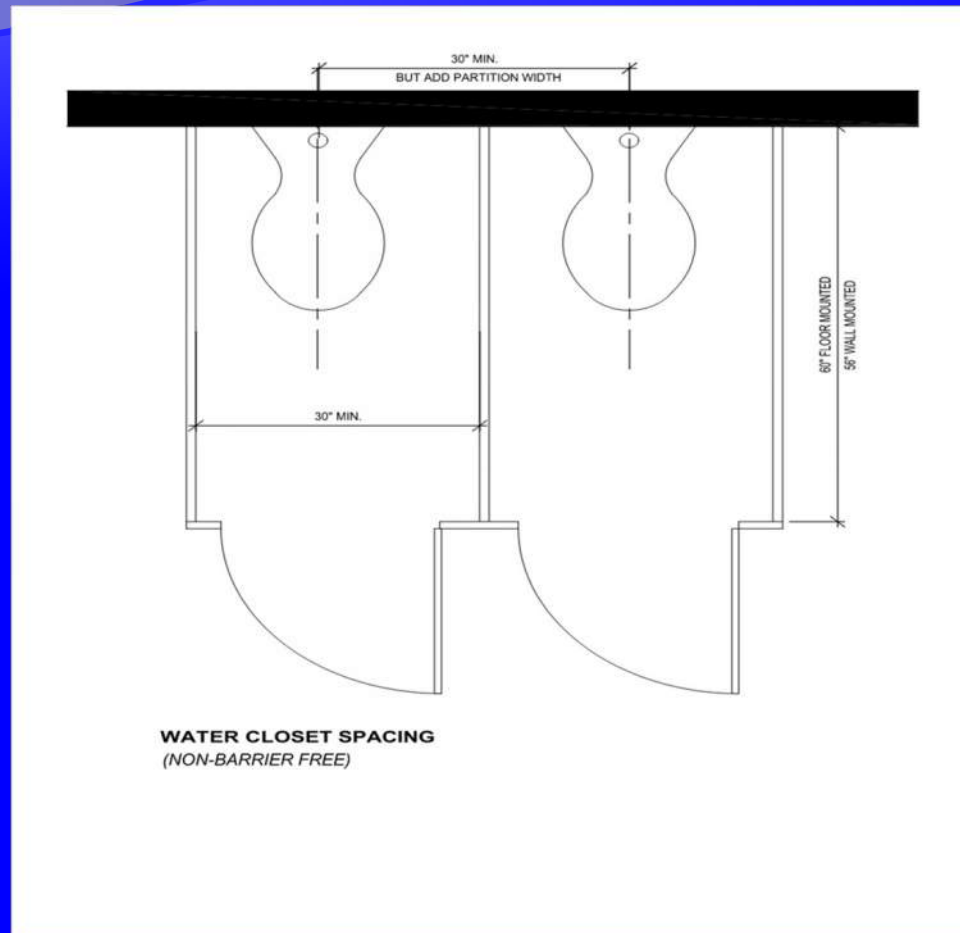 30" MIN.
BUT ADD PARTITION WIDTH
60" FLOOR MOUNTED
56" WALL MOUNTED
30" MIN.
WATER CLOSET SPACING
(NON-BARRIER FREE)